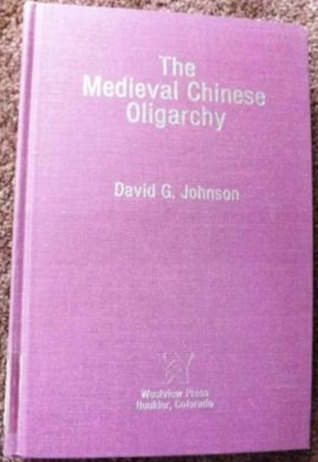 The
Medieval Chinese
Oligarchy
David G. Johnson
Westview Press
Boulder, Colorado